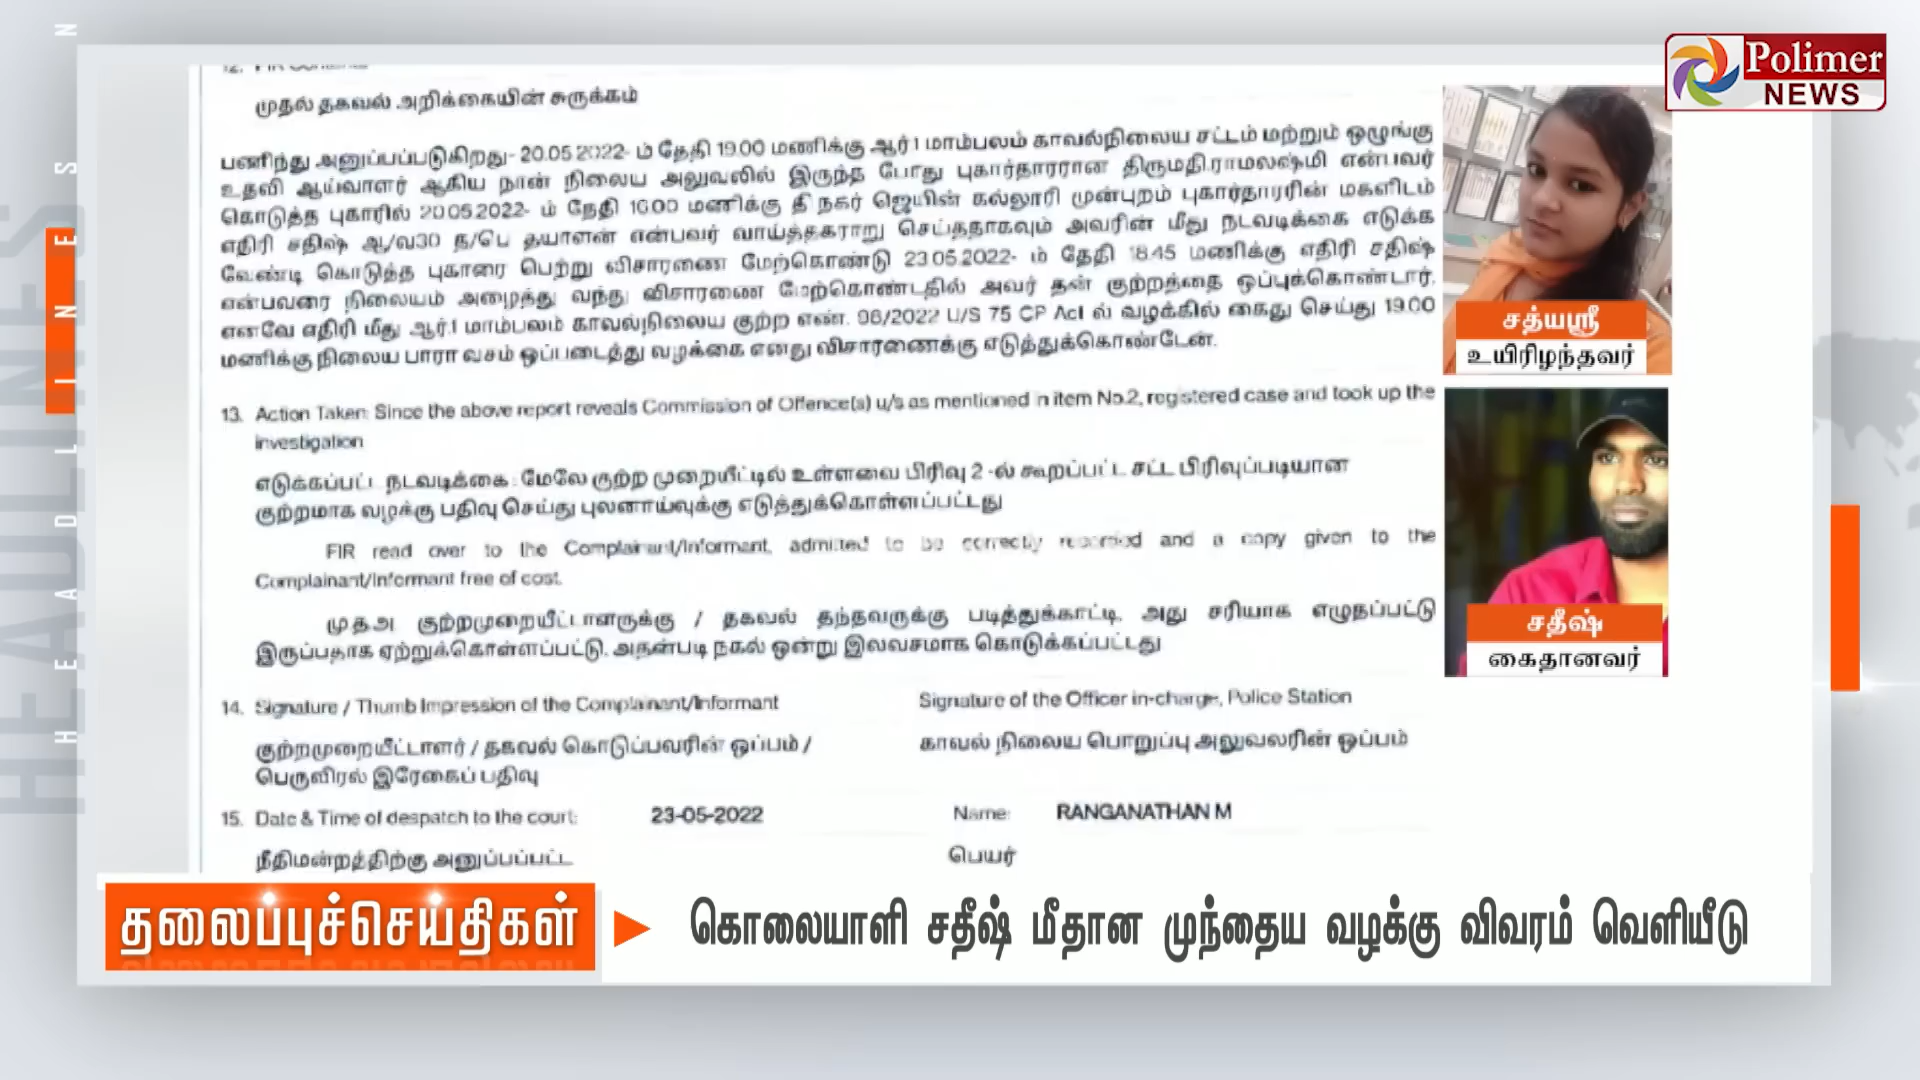 Polimer
NEWS
HEADLINES
முதல் தகவல் அறிக்கையின் சுருக்கம்
பணிந்து அனுப்பப்படுகிறது- 20.05.2022- ம் தேதி 19.00 மணிக்கு ஆர்1 மாம்பலம் காவல்நிலைய சட்டம் மற்றும் ஒழுங்கு
உதவி ஆய்வாளர் ஆகிய நான் நிலைய அலுவலில் இருந்த போது புகார்தாரரான திருமதி.ராமலஷ்மி என்பவர்
கொடுத்த புகாரில் 20.05.2022- ம் தேதி 16.00 மணிக்கு தி நகர் ஜெயின் கல்லூரி முன்புறம் புகார்தாரரின் மகளிடம்
எதிரி சதிஷ் ஆ/வ30 த/பெ தயாளன் என்பவர் வாய்த்தகராறு செய்ததாகவும் அவரின் மீது நடவடிக்கை எடுக்க
வேண்டி கொடுத்த புகாரை பெற்று விசாரணை மேற்கொண்டு 23.05.2022- ம் தேதி 18.45 மணிக்கு எதிரி சதிஷ்
என்பவரை நிலையம் அழைத்து வந்து விசாரணை மேற்கொண்டதில் அவர் தன் குற்றத்தை ஒப்புக்கொண்டார்.
எனவே எதிரி மீது ஆர்.1 மாம்பலம் காவல்நிலைய குற்ற எண். 98/2022 U/S 75 CP Act ல் வழக்கில் கைது செய்து 19.00
மணிக்கு நிலைய பாரா வசம் ஒப்படைத்து வழக்கை எனது விசாரணைக்கு எடுத்துக்கொண்டேன்.
13. Action Taken: Since the above report reveals Commission of Offence(s) u/s as mentioned in item No.2, registered case and took up the
investigation
எடுக்கப்பட்ட நடவடிக்கை : மேலே குற்ற முறையீட்டில் உள்ளவை பிரிவு 2 -ல் கூறப்பட்ட சட்ட பிரிவுப்படியான
குற்றமாக வழக்கு பதிவு செய்து புலனாய்வுக்கு எடுத்துக்கொள்ளப்பட்டது
FIR read over to the Complainant/Informant, admitted to be correctly recorded and a copy given to the
Complainant/Informant free of cost.
மு.த.அ குற்றமுறையீட்டாளருக்கு / தகவல் தந்தவருக்கு படித்துக்காட்டி, அது சரியாக எழுதப்பட்டு
இருப்பதாக ஏற்றுக்கொள்ளப்பட்டு, அதன்படி நகல் ஒன்று இலவசமாக கொடுக்கப்பட்டது
14. Signature / Thumb Impression of the Complainant/Informant
Signature of the Officer in-charge, Police Station
குற்றமுறையீட்டாளர் / தகவல் கொடுப்பவரின் ஒப்பம் /
பெருவிரல் இரேகைப் பதிவு
காவல் நிலைய பொறுப்பு அலுவலரின் ஒப்பம்
15. Date & Time of despatch to the court: 23-05-2022
Name: RANGANATHAN M
நீதிமன்றத்திற்கு அனுப்பப்பட்ட
பெயர்
சத்யஸ்ரீ
உயிரிழந்தவர்
சதீஷ்
கைதானவர்
தலைப்புச்செய்திகள்
கொலையாளி சதீஷ் மீதான முந்தைய வழக்கு விவரம் வெளியீடு